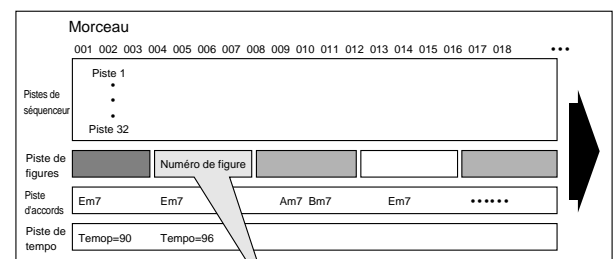 Morceau
001 002 003 004 005 006 007 008 009 010 011 012 013 014 015 016 017 018 •••
Piste 1
Pistes de
séquenceur
Piste 32
Piste de
figures
Numéro de figure
Piste
d'accords
Em7 Em7 Am7 Bm7 Em7 ••••••
Piste de
tempo
Temop=90 Tempo=96